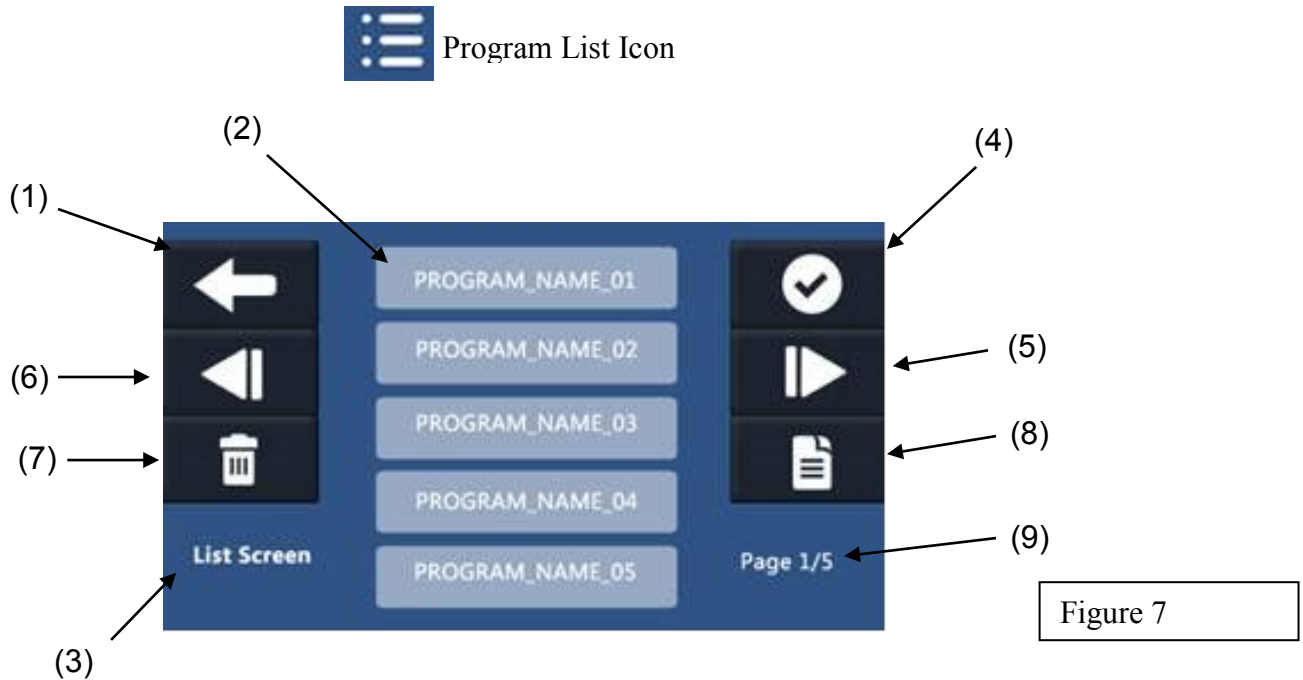 Program List Icon
(2)
(4)
(1)
PROGRAM_NAME_01
PROGRAM_NAME_02
(5)
(6)
PROGRAM_NAME_03
(8)
(7)
PROGRAM_NAME_04
(9)
List Screen
PROGRAM_NAME_05
Page 1/5
Figure 7
(3)